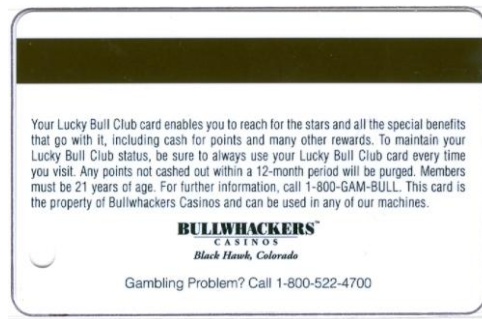 Your Lucky Bull Club card enables you to reach for the stars and all the special benefits
that go with it, including cash for points and many other rewards. To maintain your
Lucky Bull Club status, be sure to always use your Lucky Bull Club card every time
you visit. Any points not cashed out within a 12-month period will be purged. Members
must be 21 years of age. For further information, call 1-800-GAM-BULL. This card is
the property of Bullwhackers Casinos and can be used in any of our machines.
BULLWHACKERS™
CASINOS
Black Hawk, Colorado
Gambling Problem? Call 1-800-522-4700